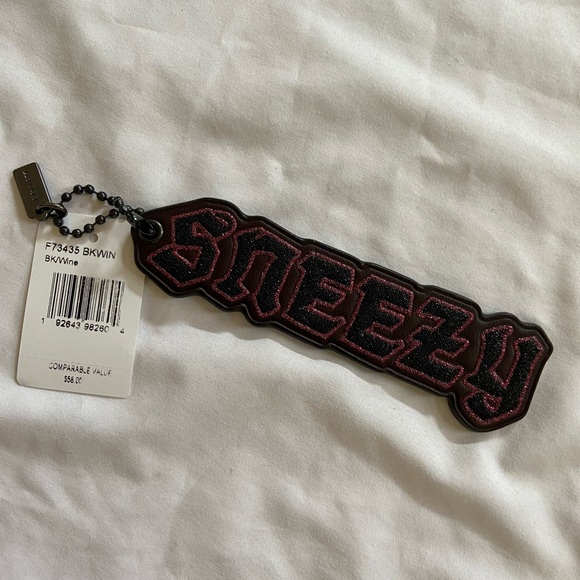 SNEEZY
F73435 BKWIN
BK/Wine
1 92643 98260 4
COMPARABLE VALUE
$58.00